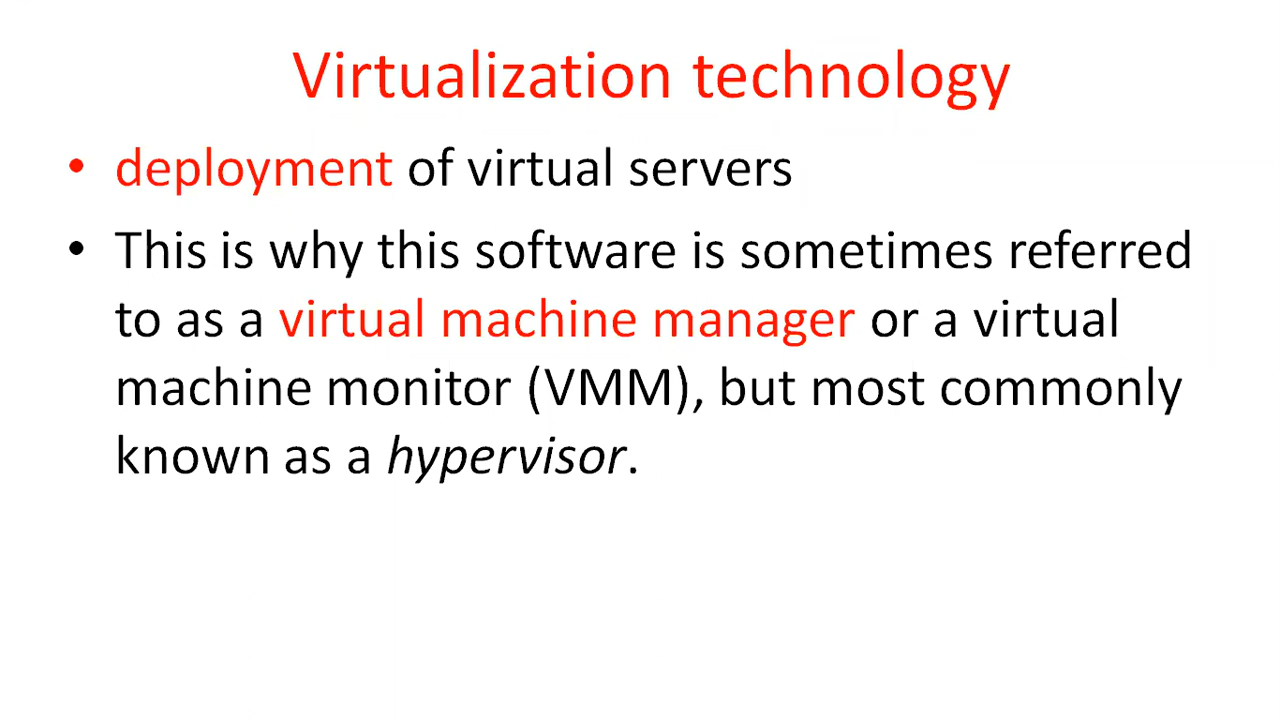 Virtualization technology
• deployment of virtual servers
• This is why this software is sometimes referred
to as a virtual machine manager or a virtual
machine monitor (VMM), but most commonly
known as a hypervisor.